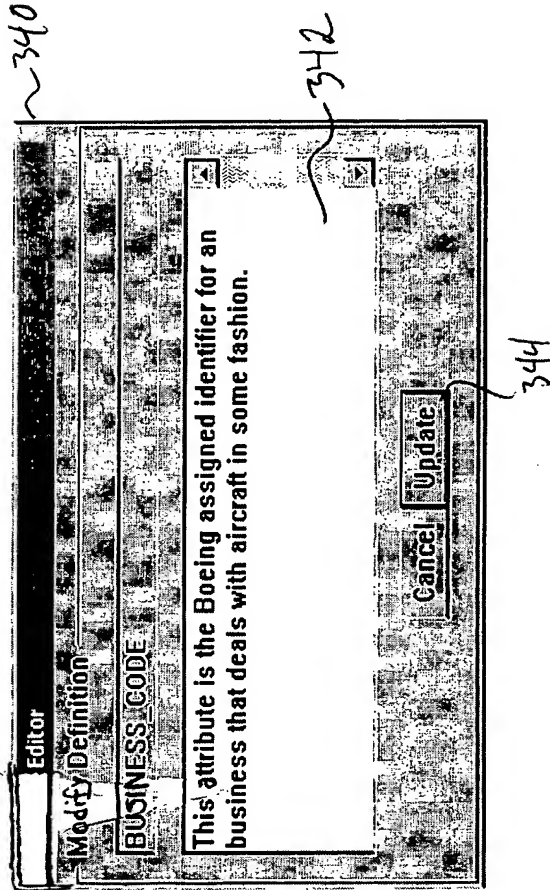 340
Editor
Modify Definition
BUSINESS_CODE
This attribute is the Boeing assigned identifier for an
business that deals with aircraft in some fashion.
342
Cancel Update
344